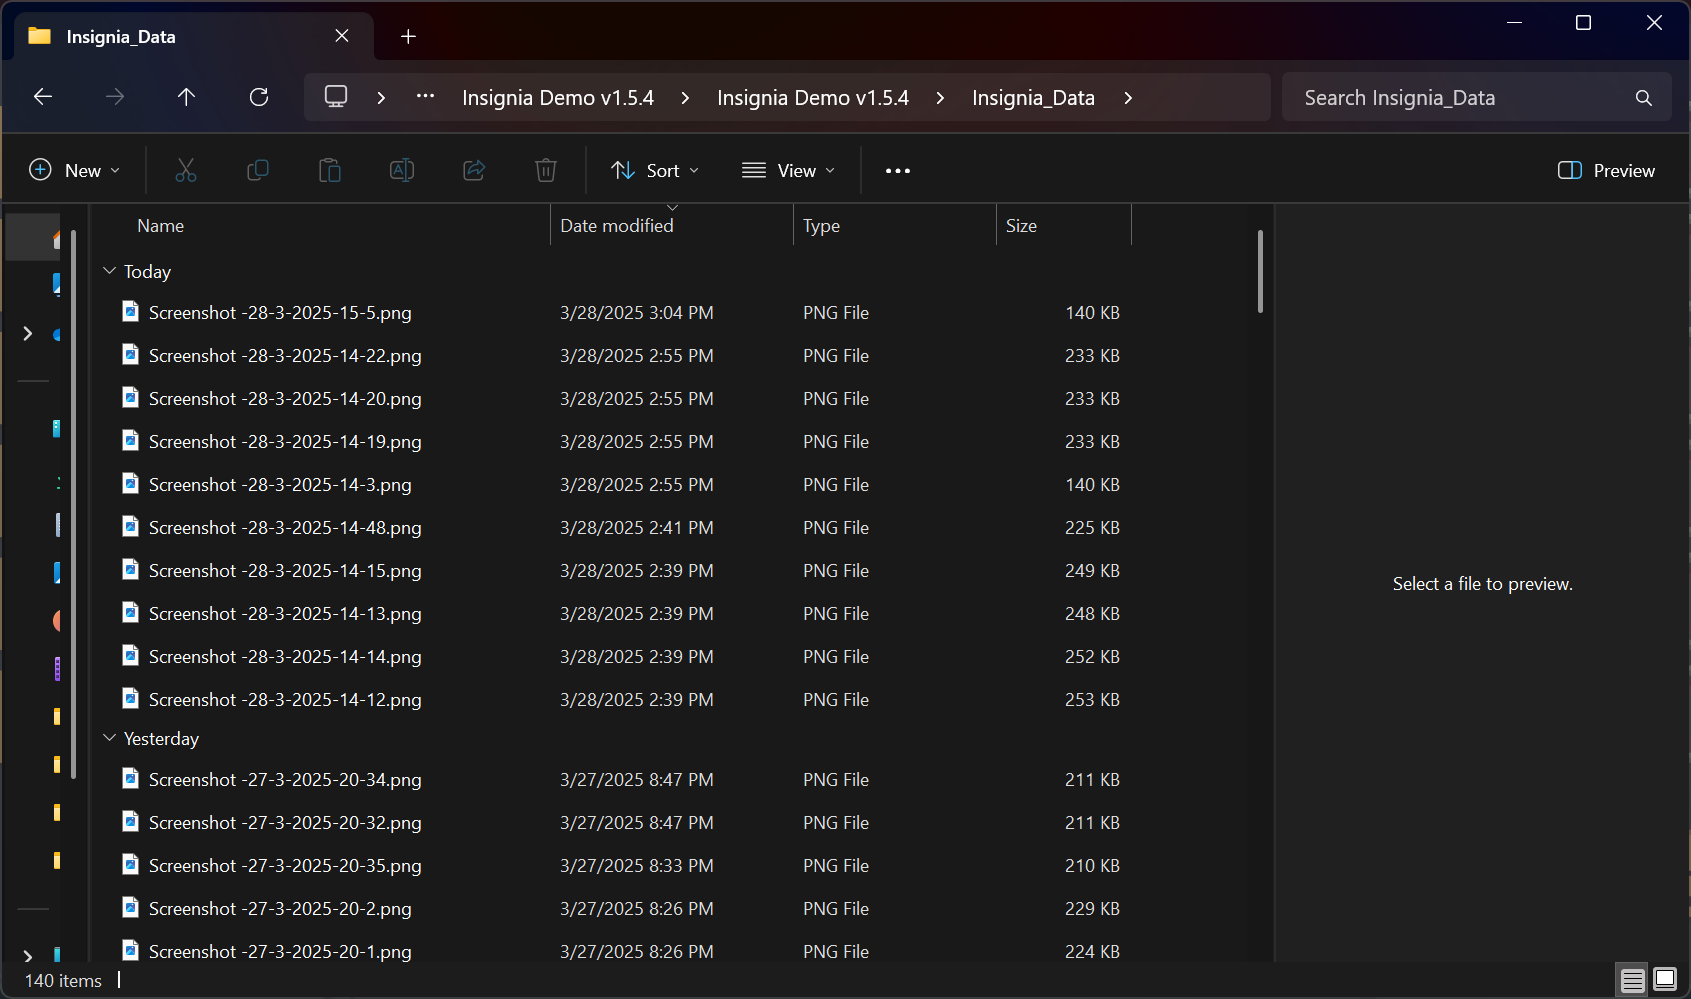 Insignia_Data
Insignia Demo v1.5.4 Insignia Demo v1.5.4 Insignia_Data Search Insignia_Data
New Sort View Preview
Name Date modified Type Size
Today
Screenshot -28-3-2025-15-5.png 3/28/2025 3:04 PM PNG File 140 KB
Screenshot -28-3-2025-14-22.png 3/28/2025 2:55 PM PNG File 233 KB
Screenshot -28-3-2025-14-20.png 3/28/2025 2:55 PM PNG File 233 KB
Screenshot -28-3-2025-14-19.png 3/28/2025 2:55 PM PNG File 233 KB
Screenshot -28-3-2025-14-3.png 3/28/2025 2:55 PM PNG File 140 KB
Screenshot -28-3-2025-14-48.png 3/28/2025 2:41 PM PNG File 225 KB
Screenshot -28-3-2025-14-15.png 3/28/2025 2:39 PM PNG File 249 KB
Screenshot -28-3-2025-14-13.png 3/28/2025 2:39 PM PNG File 248 KB
Screenshot -28-3-2025-14-14.png 3/28/2025 2:39 PM PNG File 252 KB
Screenshot -28-3-2025-14-12.png 3/28/2025 2:39 PM PNG File 253 KB
Yesterday
Screenshot -27-3-2025-20-34.png 3/27/2025 8:47 PM PNG File 211 KB
Screenshot -27-3-2025-20-32.png 3/27/2025 8:47 PM PNG File 211 KB
Screenshot -27-3-2025-20-35.png 3/27/2025 8:33 PM PNG File 210 KB
Screenshot -27-3-2025-20-2.png 3/27/2025 8:26 PM PNG File 229 KB
Screenshot -27-3-2025-20-1.png 3/27/2025 8:26 PM PNG File 224 KB
Select a file to preview.
140 items